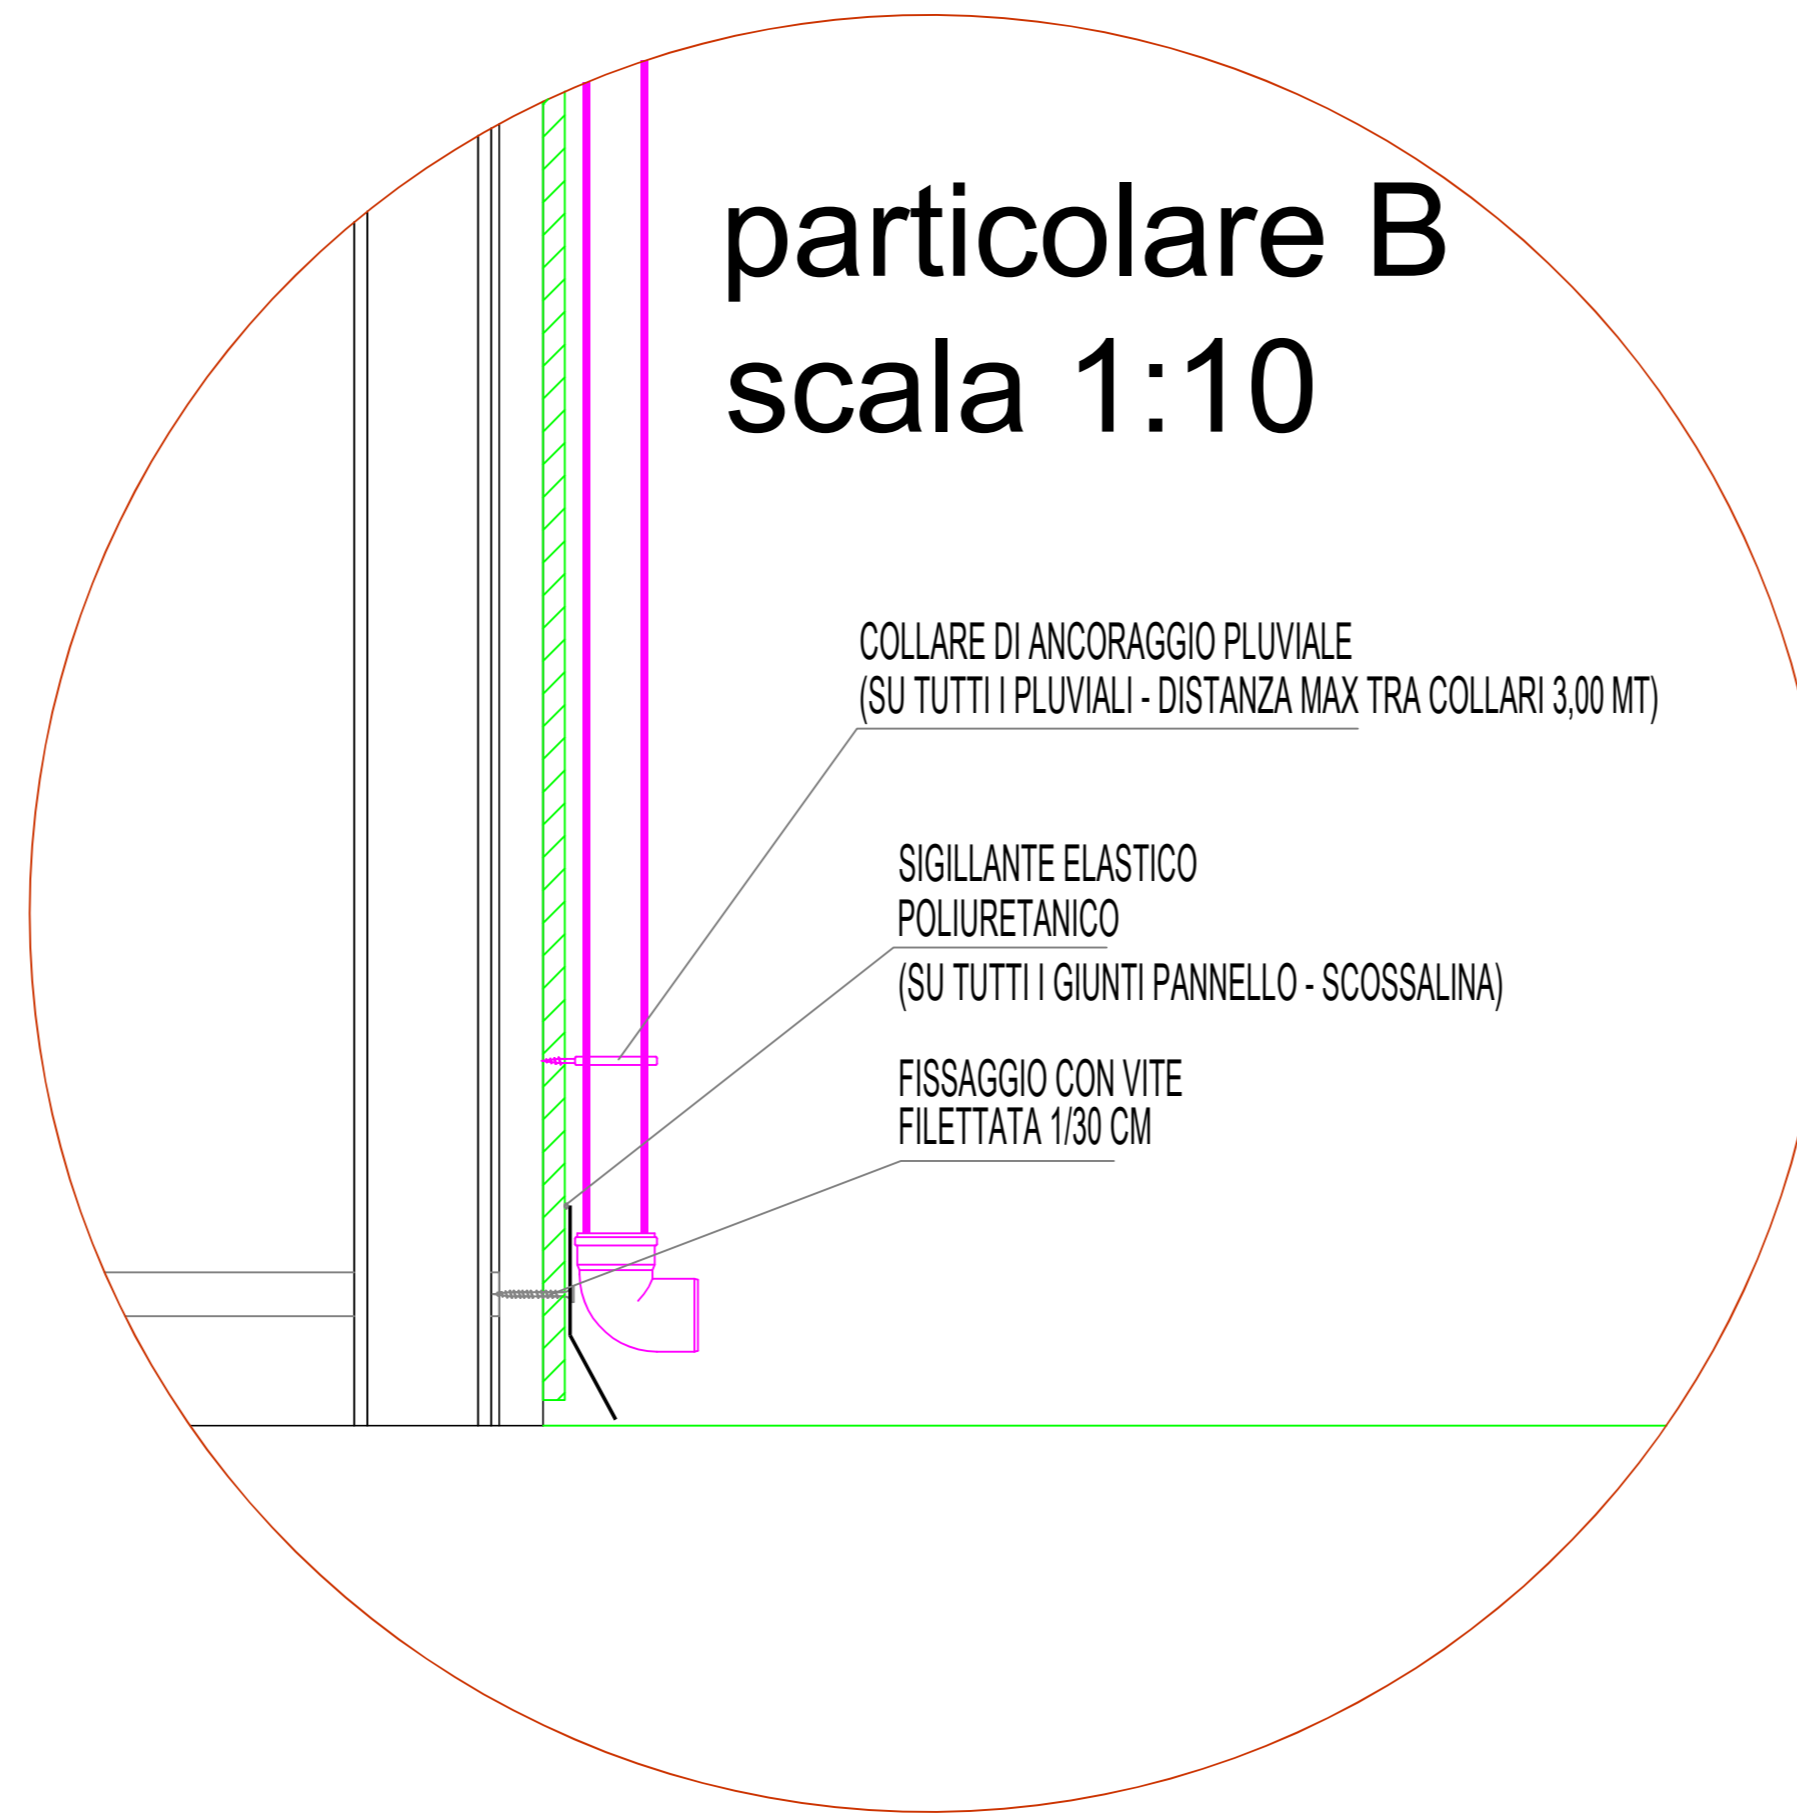 particolare B
scala 1:10
COLLARE DI ANCORAGGIO PLUVIALE
(SU TUTTI I PLUVIALI - DISTANZA MAX TRA COLLARI 3,00 MT)
SIGILLANTE ELASTICO
POLIURETANICO
(SU TUTTI I GIUNTI PANNELLO - SCOSSALINA)
FISSAGGIO CON VITE
FILETTATA 1/30 CM